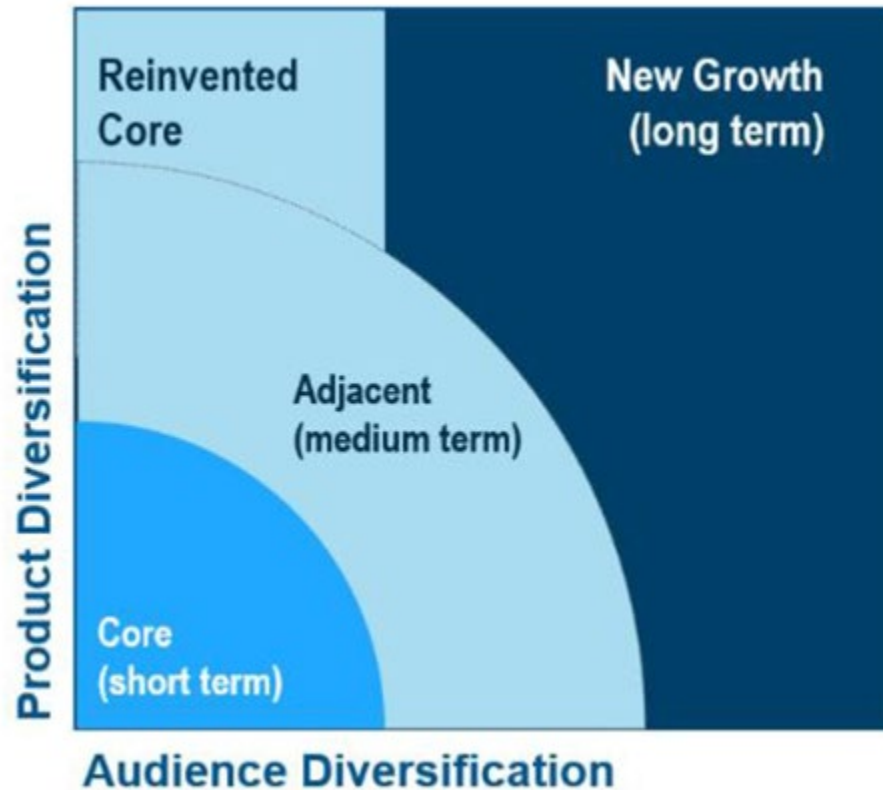 Reinvented
Core
New Growth
(long term)
Product Diversification
Adjacent
(medium term)
Core
(short term)
Audience Diversification